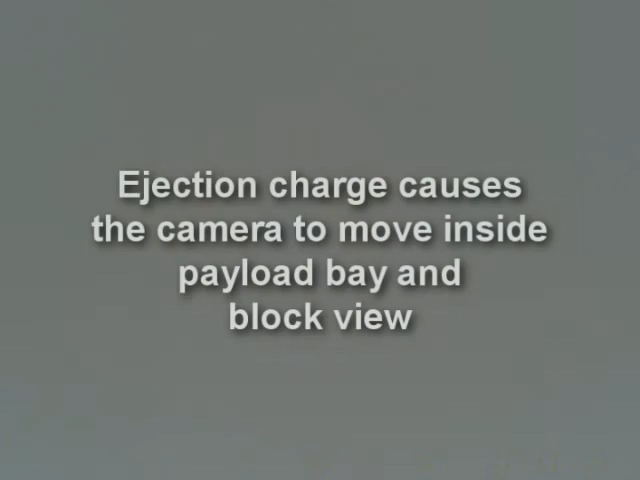 Ejection charge causes
the camera to move inside
payload bay and
block view